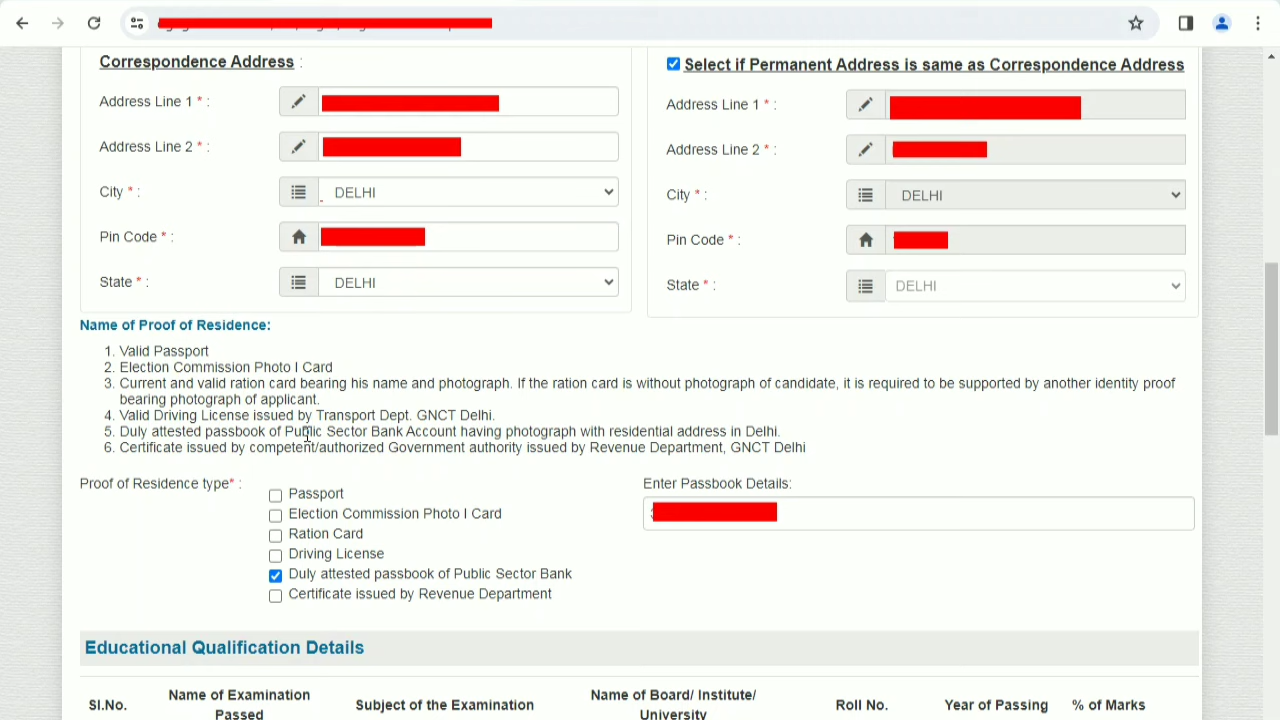 Correspondence Address :
Address Line 1 * :
Address Line 2 * :
City * : DELHI
Pin Code * :
State * : DELHI
Select if Permanent Address is same as Correspondence Address
Address Line 1 * :
Address Line 2 * :
City * : DELHI
Pin Code * :
State * : DELHI
Name of Proof of Residence:
1. Valid Passport
2. Election Commission Photo I Card
3. Current and valid ration card bearing his name and photograph. If the ration card is without photograph of candidate, it is required to be supported by another identity proof
bearing photograph of applicant.
4. Valid Driving License issued by Transport Dept. GNCT Delhi.
5. Duly attested passbook of Public Sector Bank Account having photograph with residential address in Delhi.
6. Certificate issued by competent/authorized Government authority issued by Revenue Department, GNCT Delhi
Proof of Residence type* :
Passport
Election Commission Photo I Card
Ration Card
Driving License
Duly attested passbook of Public Sector Bank
Certificate issued by Revenue Department
Enter Passbook Details:
Educational Qualification Details
Sl.No.
Name of Examination
Passed
Subject of the Examination
Name of Board/ Institute/
University
Roll No.
Year of Passing
% of Marks